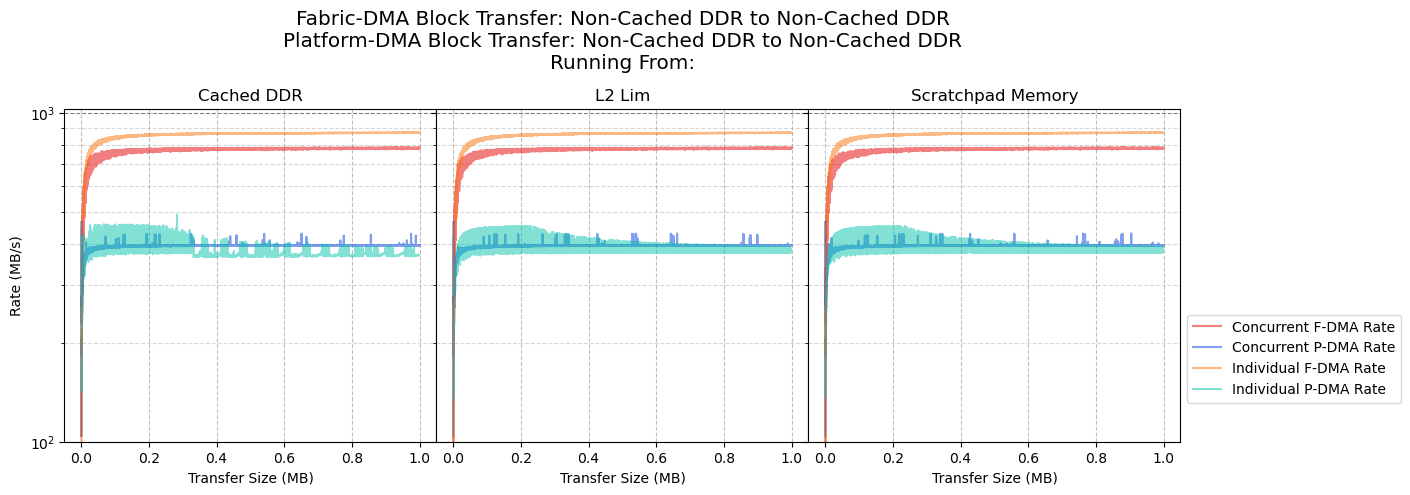 Fabric-DMA Block Transfer: Non-Cached DDR to Non-Cached DDR
Platform-DMA Block Transfer: Non-Cached DDR to Non-Cached DDR
Running From:
Cached DDR
L2 Lim
Scratchpad Memory
Rate (MB/s)
10³
10²
0.0 0.2 0.4 0.6 0.8 1.0
Transfer Size (MB)
0.0 0.2 0.4 0.6 0.8 1.0
Transfer Size (MB)
0.0 0.2 0.4 0.6 0.8 1.0
Transfer Size (MB)
Concurrent F-DMA Rate
Concurrent P-DMA Rate
Individual F-DMA Rate
Individual P-DMA Rate